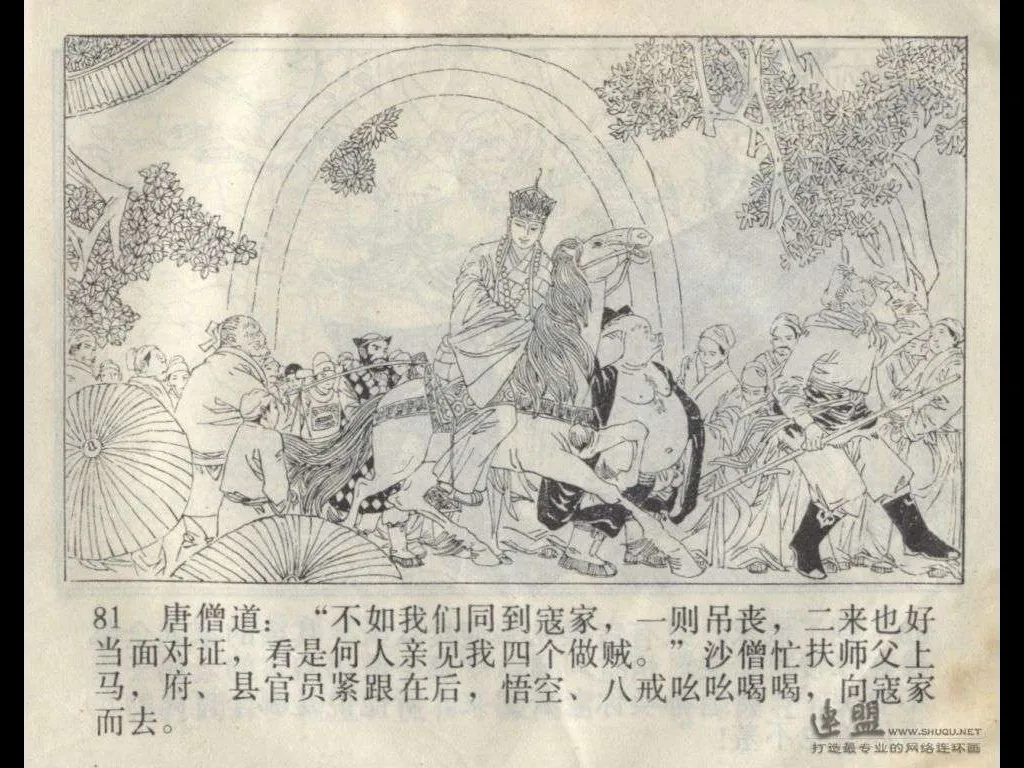 81 唐僧道：“不如我们同到寇家，一则吊丧，二来也好
当面对证，看是何人亲见我四个做贼。”沙僧忙扶师父上
马，府、县官员紧跟在后，悟空、八戒吆吆喝喝，向寇家
而去。
连盟 WWW.SHUQU.NET
打造最专业的网络连环画